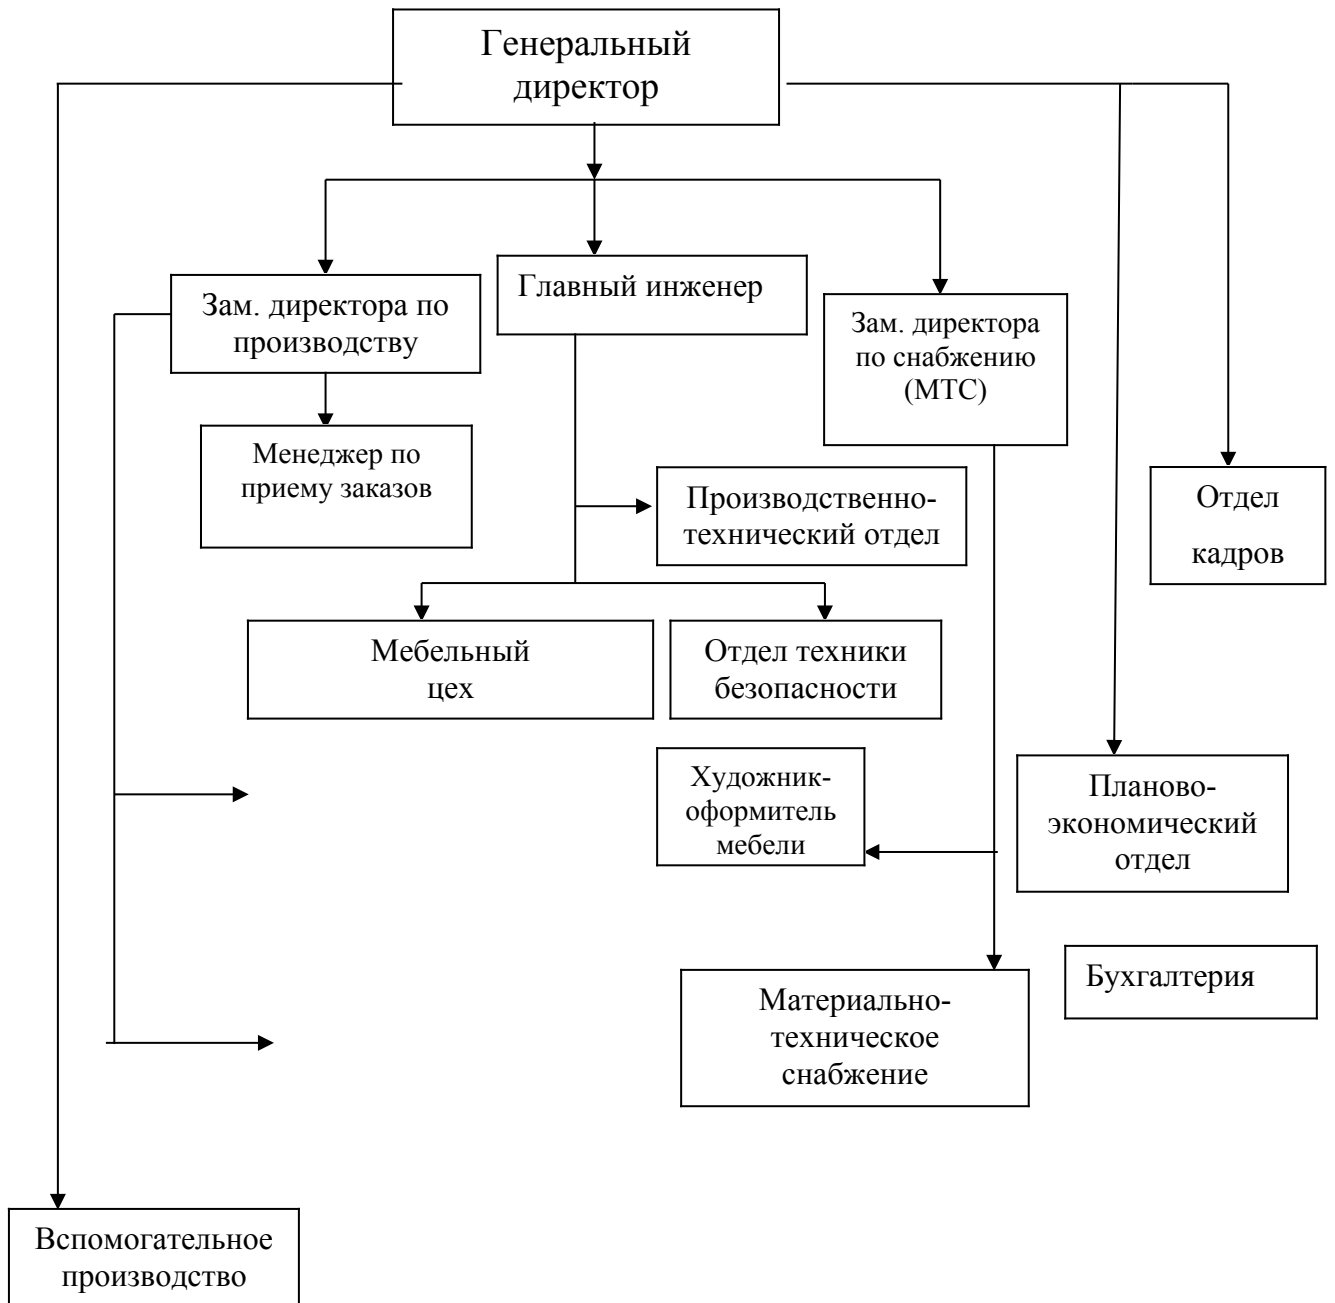 Генеральный
директор
Зам. директора по
производству
Главный инженер
Зам. директора
по снабжению
(МТС)
Менеджер по
приему заказов
Производственно-
технический отдел
Отдел
кадров
Мебельный
цех
Отдел техники
безопасности
Художник-
оформитель
мебели
Планово-
экономический
отдел
Бухгалтерия
Материально-
техническое
снабжение
Вспомогательное
производство